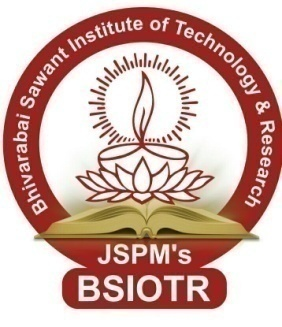 Bhivarabai Sawant Institute of Technology & Research
JSPM's
BSIOTR